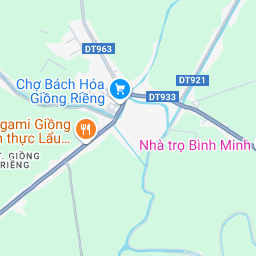 DT963
DT921
Chợ Bách Hóa
Giồng Riềng
DT933
gami Giồng
n thực Lẩu...
Nhà trọ Bình Minh
T. GIỒNG
RIỀNG